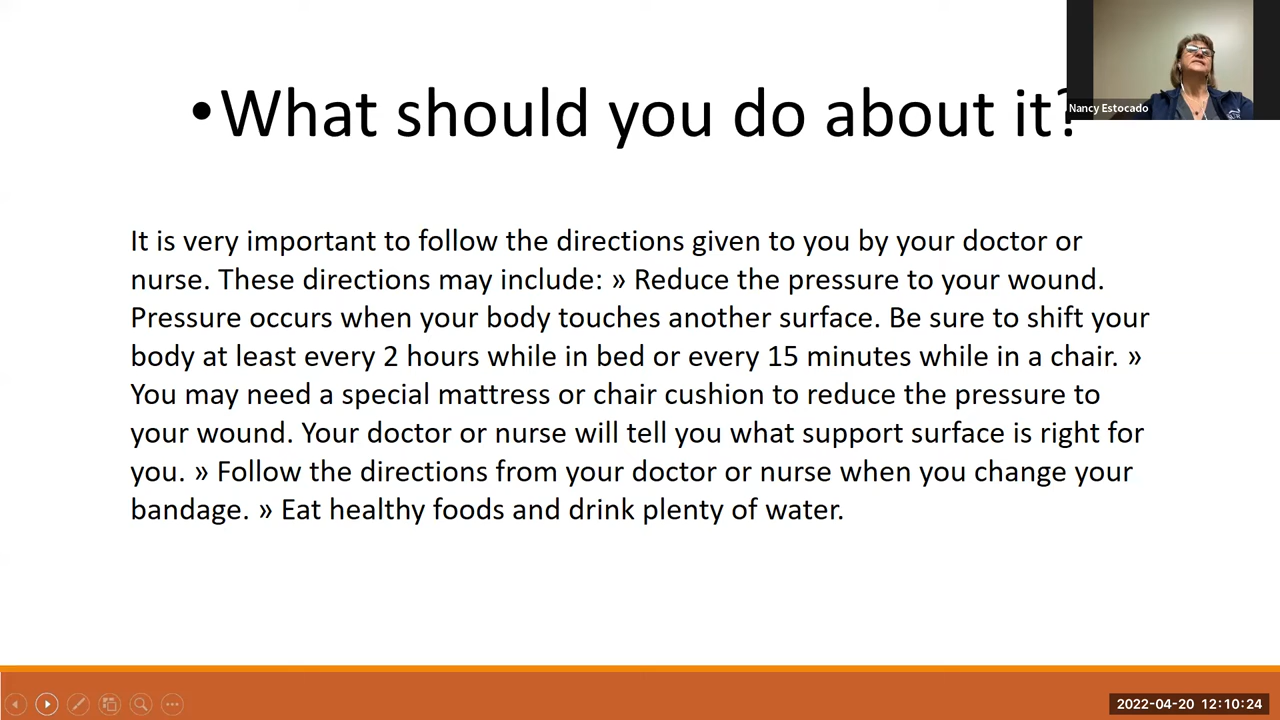 •What should you do about it?
Nancy Estocado
It is very important to follow the directions given to you by your doctor or
nurse. These directions may include: » Reduce the pressure to your wound.
Pressure occurs when your body touches another surface. Be sure to shift your
body at least every 2 hours while in bed or every 15 minutes while in a chair. »
You may need a special mattress or chair cushion to reduce the pressure to
your wound. Your doctor or nurse will tell you what support surface is right for
you. » Follow the directions from your doctor or nurse when you change your
bandage. » Eat healthy foods and drink plenty of water.
2022-04-20 12:10:24